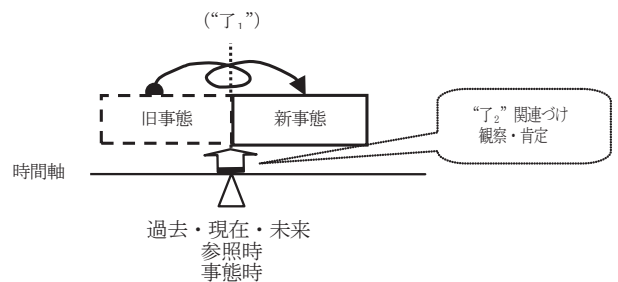 (“了₁”)
旧事態
新事態
“了₂”関連づけ
観察・肯定
時間軸
過去・現在・未来
参照時
事態時